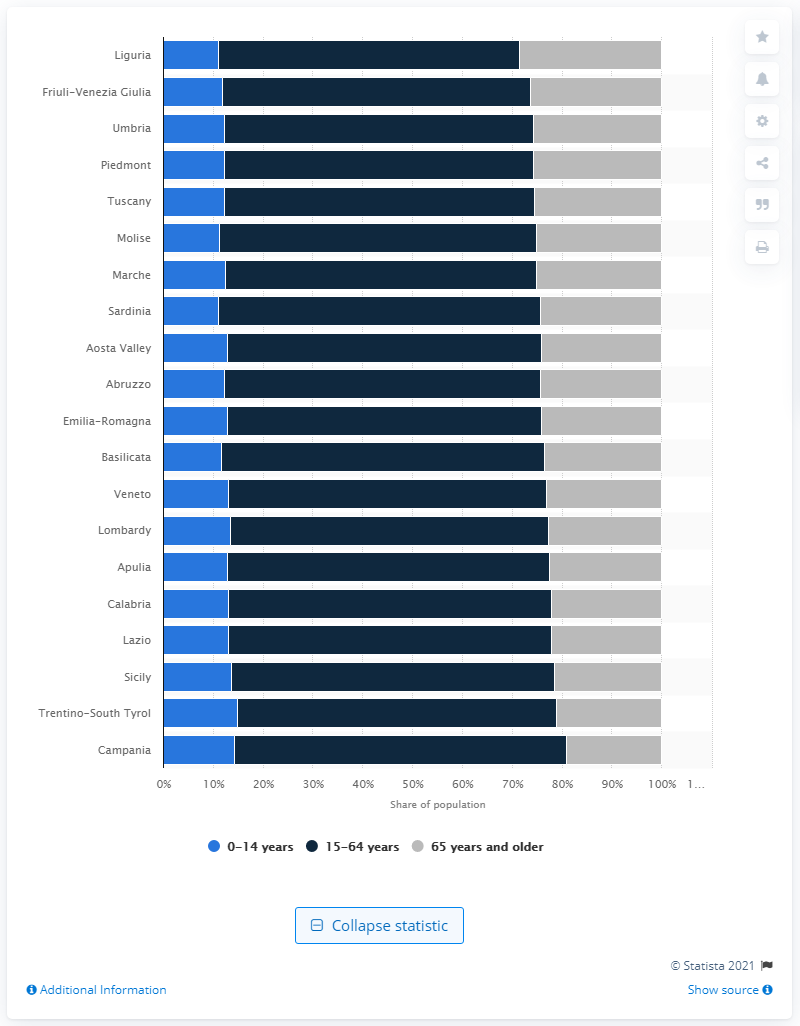 Liguria
Friuli-Venezia Giulia
Umbria
Piedmont
Tuscany
Molise
Marche
Sardinia
Aosta Valley
Abruzzo
Emilia-Romagna
Basilicata
Veneto
Lombardy
Apulia
Calabria
Lazio
Sicily
Trentino-South Tyrol
Campania
0% 10% 20% 30% 40% 50% 60% 70% 80% 90% 100% 1...
Share of population
0-14 years 15-64 years 65 years and older
Collapse statistic
© Statista 2021
Additional Information Show source